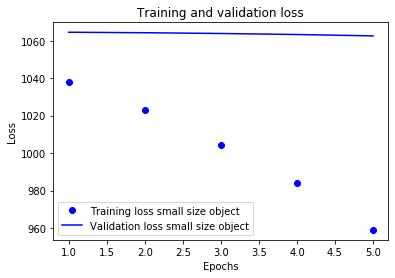 Training and validation loss
1060
1040
1020
1000
980
960
Loss
Training loss small size object
Validation loss small size object
1.0 1.5 2.0 2.5 3.0 3.5 4.0 4.5 5.0
Epochs